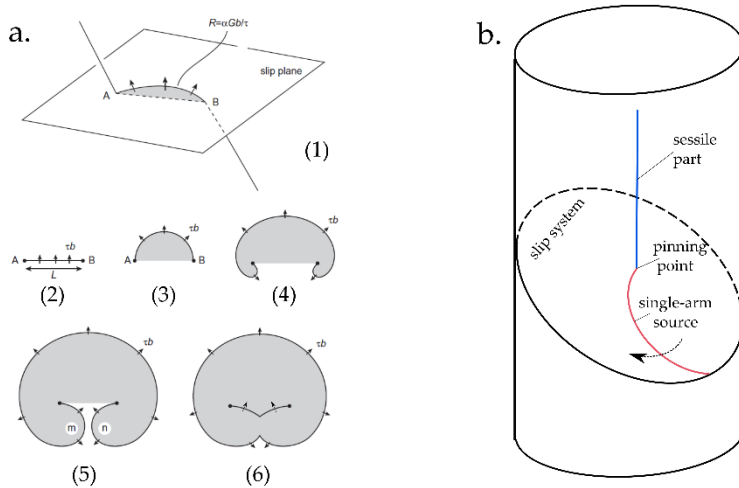 a.
R=αGb/τ
slip plane
A
B
(1)
τb
A
B
L
(2)
τb
A
B
(3)
(4)
τb
m
n
(5)
τb
(6)
b.
sessile
part
slip system
pinning
point
single-arm
source